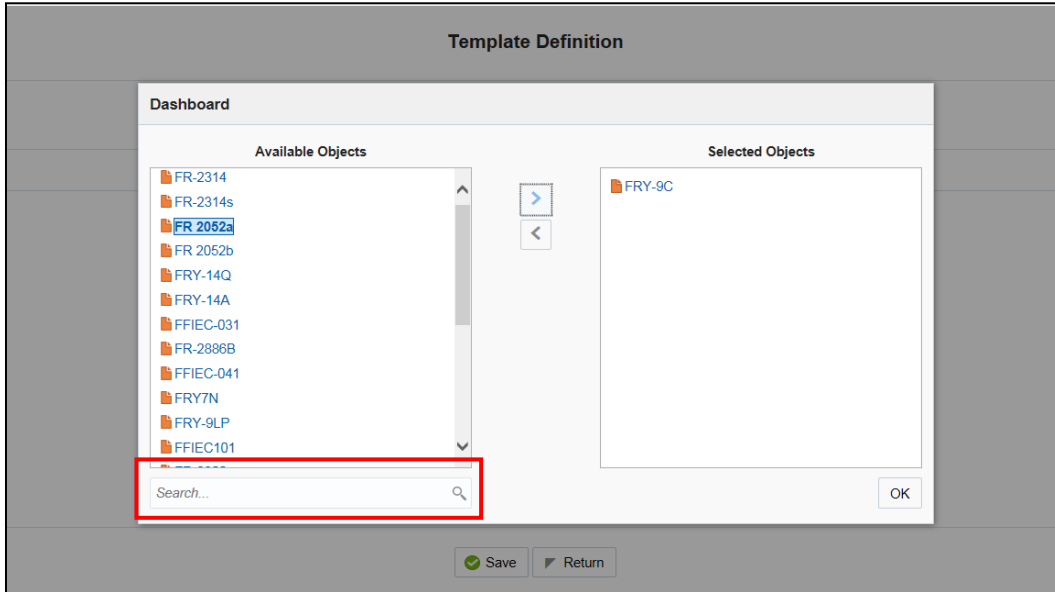 Template Definition
Dashboard
Available Objects
Selected Objects
FR-2314
FR-2314s
FR 2052a
FR 2052b
FRY-14Q
FRY-14A
FFIEC-031
FR-2886B
FFIEC-041
FRY7N
FRY-9LP
FFIEC101
FRY-9C
Search...
OK
Save
Return